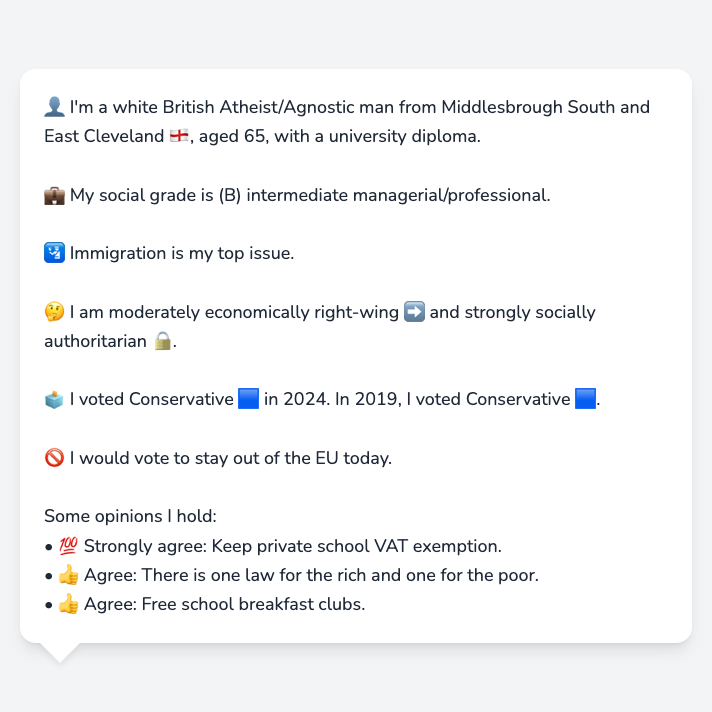 👤 I'm a white British Atheist/Agnostic man from Middlesbrough South and
East Cleveland 🏴󠁧󠁢󠁥󠁮󠁧󠁿, aged 65, with a university diploma.
💼 My social grade is (B) intermediate managerial/professional.
🛂 Immigration is my top issue.
🤔 I am moderately economically right-wing ➡️ and strongly socially
authoritarian 🔒.
🗳️ I voted Conservative 🟦 in 2024. In 2019, I voted Conservative 🟦.
🚫 I would vote to stay out of the EU today.
Some opinions I hold:
• 💯 Strongly agree: Keep private school VAT exemption.
• 👍 Agree: There is one law for the rich and one for the poor.
• 👍 Agree: Free school breakfast clubs.